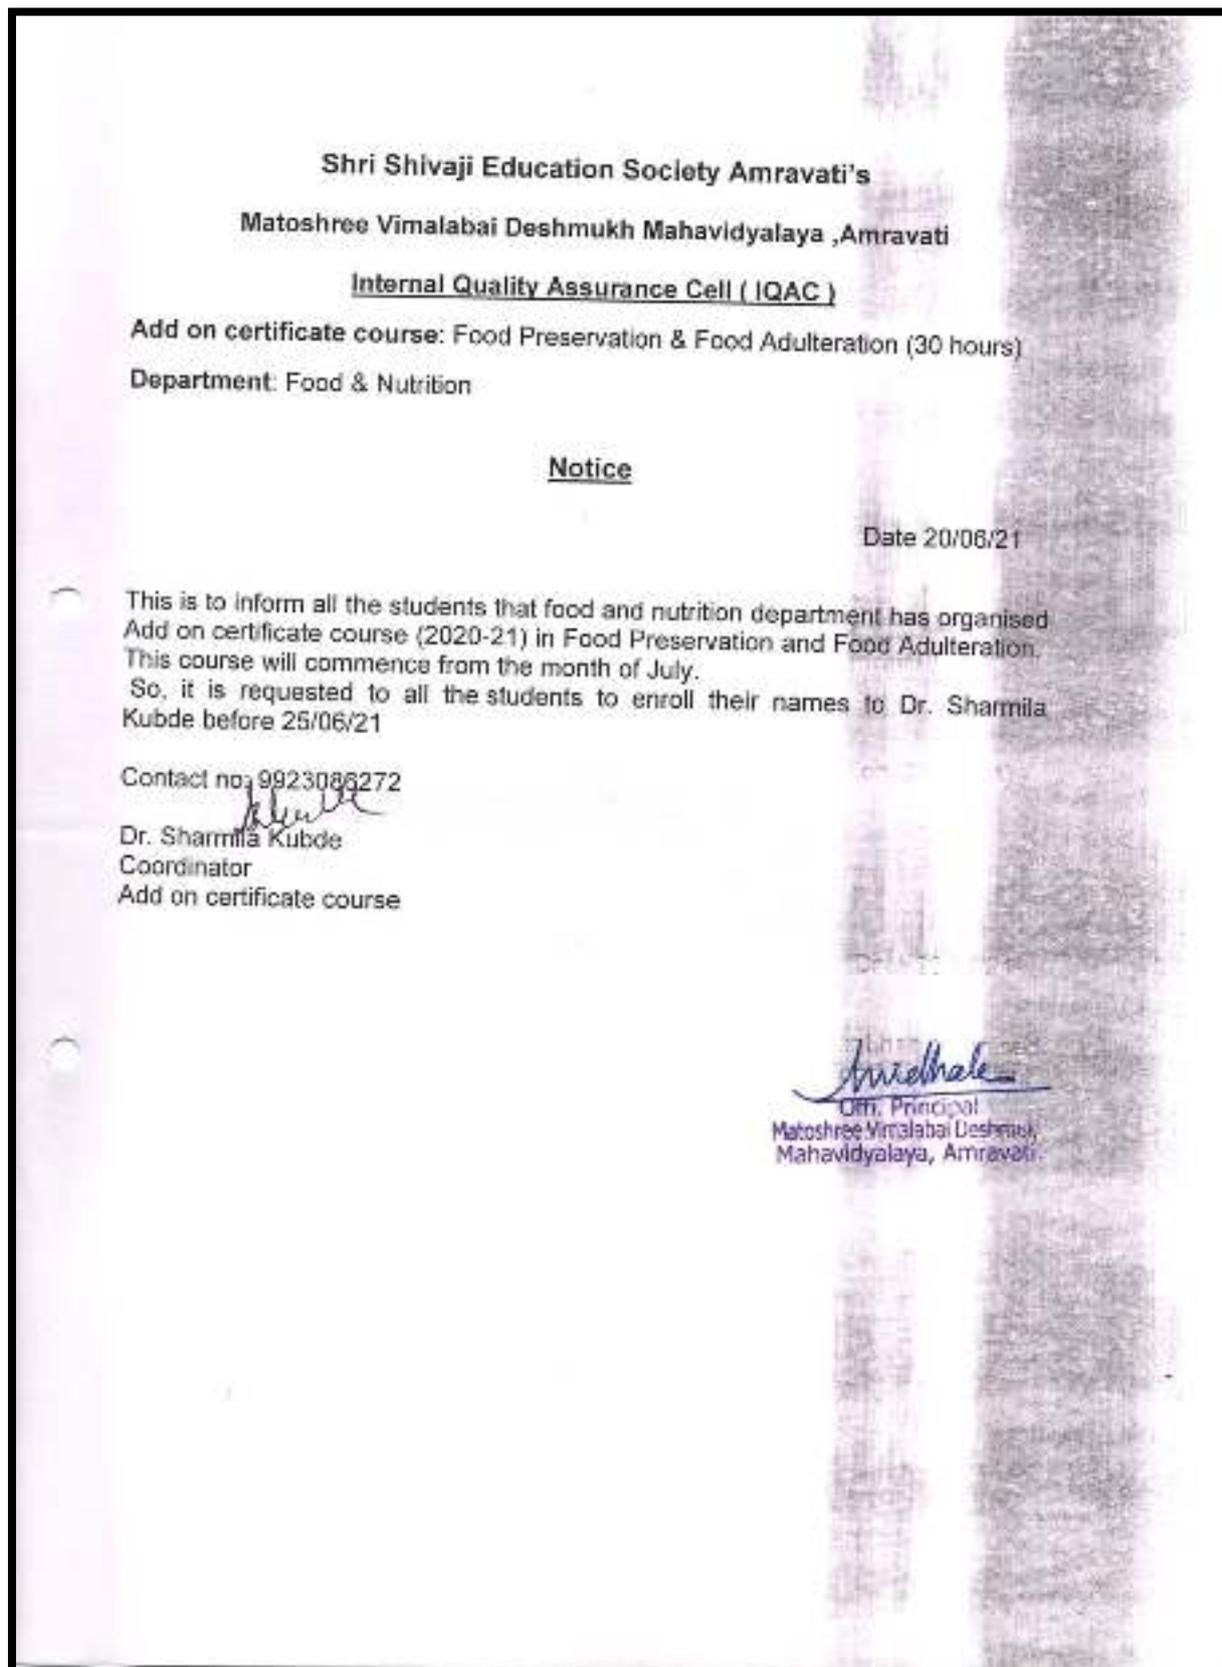 Shri Shivaji Education Society Amravati's
Matoshree Vimalabai Deshmukh Mahavidyalaya ,Amravati
Internal Quality Assurance Cell ( IQAC )
Add on certificate course: Food Preservation & Food Adulteration (30 hours)
Department: Food & Nutrition
Notice
Date 20/06/21
This is to inform all the students that food and nutrition department has organised
Add on certificate course (2020-21) in Food Preservation and Food Adulteration.
This course will commence from the month of July.
So, it is requested to all the students to enroll their names to Dr. Sharmila
Kubde before 25/06/21
Contact no: 9923086272
Dr. Sharmila Kubde
Coordinator
Add on certificate course
Offi. Principal
Matoshree Vimalabai Deshmukh
Mahavidyalaya, Amravati.